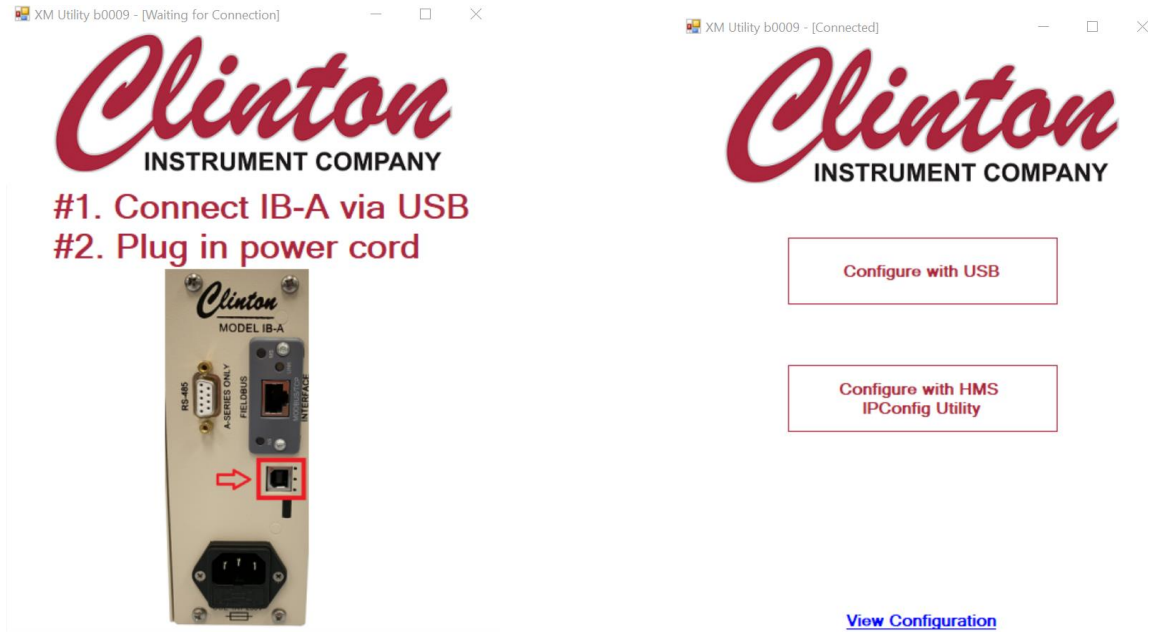 XM Utility b0009 - [Waiting for Connection]
Clinton
INSTRUMENT COMPANY
#1. Connect IB-A via USB
#2. Plug in power cord
Clinton
MODEL IB-A
RS-485
A-SERIES ONLY
FIELDBUS
INTERFACE
XM Utility b0009 - [Connected]
Clinton
INSTRUMENT COMPANY
Configure with USB
Configure with HMS
IPConfig Utility
View Configuration